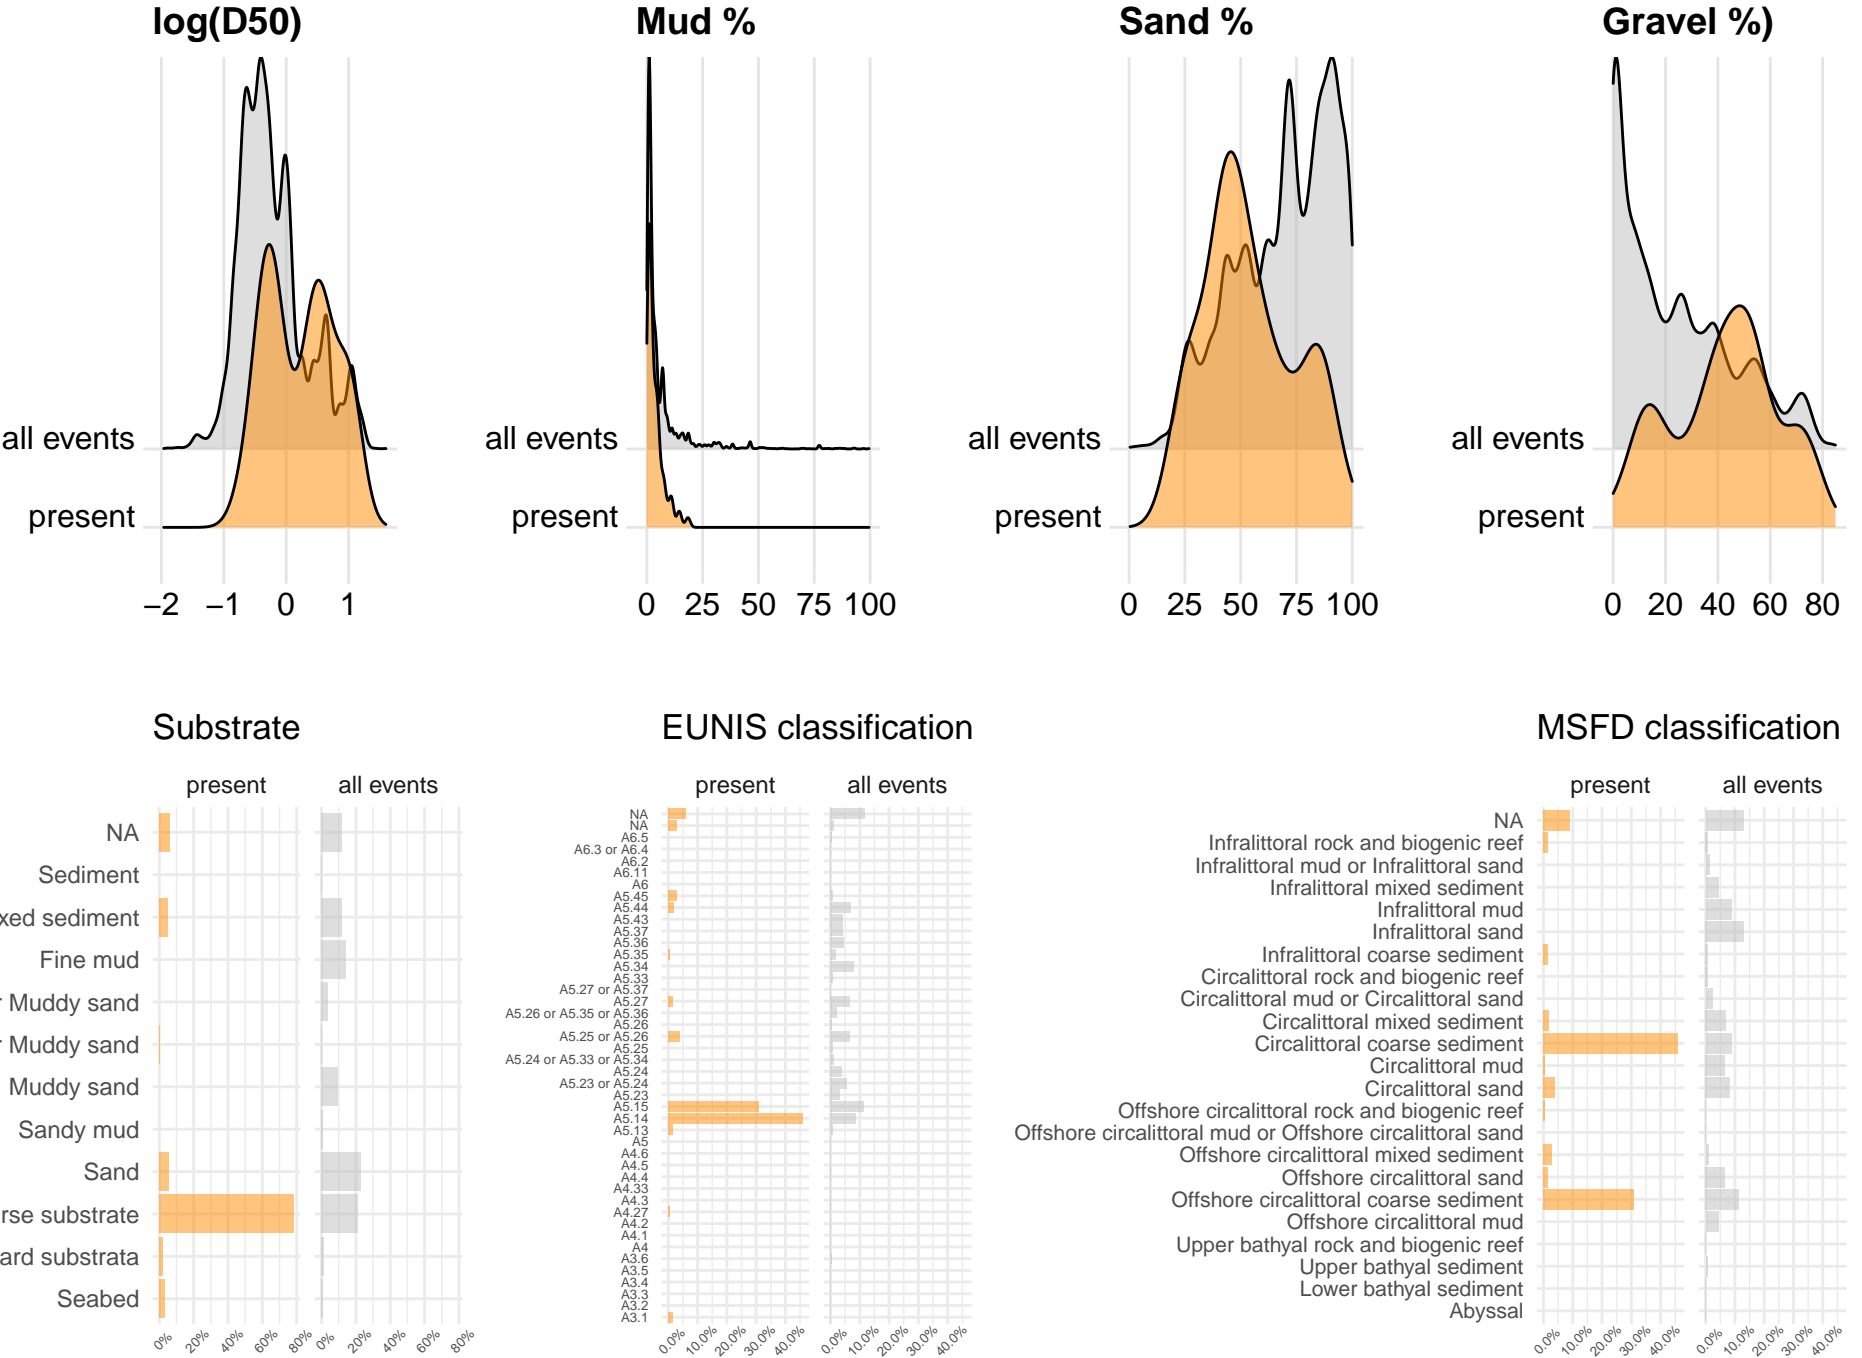 log(D50)
Mud %
Sand %
Gravel %)
all events
present
−2 −1 0 1
all events
present
0 25 50 75 100
all events
present
0 25 50 75 100
all events
present
0 20 40 60 80
Substrate
present all events
NA
Sediment
xed sediment
Fine mud
r Muddy sand
r Muddy sand
Muddy sand
Sandy mud
Sand
rse substrate
ard substrata
Seabed
0% 20% 40% 60% 80% 0% 20% 40% 60% 80%
EUNIS classification
present all events
NA
NA
A6.5
A6.3 or A6.4
A6.2
A6.11
A6
A5.45
A5.44
A5.43
A5.37
A5.36
A5.35
A5.34
A5.33
A5.27 or A5.37
A5.27
A5.26 or A5.35 or A5.36
A5.26
A5.25 or A5.26
A5.25
A5.24 or A5.33 or A5.34
A5.24
A5.23 or A5.24
A5.23
A5.15
A5.14
A5.13
A5
A4.6
A4.5
A4.4
A4.33
A4.3
A4.27
A4.2
A4.1
A4
A3.6
A3.5
A3.4
A3.3
A3.2
A3.1
0.0% 10.0% 20.0% 30.0% 40.0% 0.0% 10.0% 20.0% 30.0% 40.0%
MSFD classification
present all events
NA
Infralittoral rock and biogenic reef
Infralittoral mud or Infralittoral sand
Infralittoral mixed sediment
Infralittoral mud
Infralittoral sand
Infralittoral coarse sediment
Circalittoral rock and biogenic reef
Circalittoral mud or Circalittoral sand
Circalittoral mixed sediment
Circalittoral coarse sediment
Circalittoral mud
Circalittoral sand
Offshore circalittoral rock and biogenic reef
Offshore circalittoral mud or Offshore circalittoral sand
Offshore circalittoral mixed sediment
Offshore circalittoral sand
Offshore circalittoral coarse sediment
Offshore circalittoral mud
Upper bathyal rock and biogenic reef
Upper bathyal sediment
Lower bathyal sediment
Abyssal
0.0% 10.0% 20.0% 30.0% 40.0% 0.0% 10.0% 20.0% 30.0% 40.0%